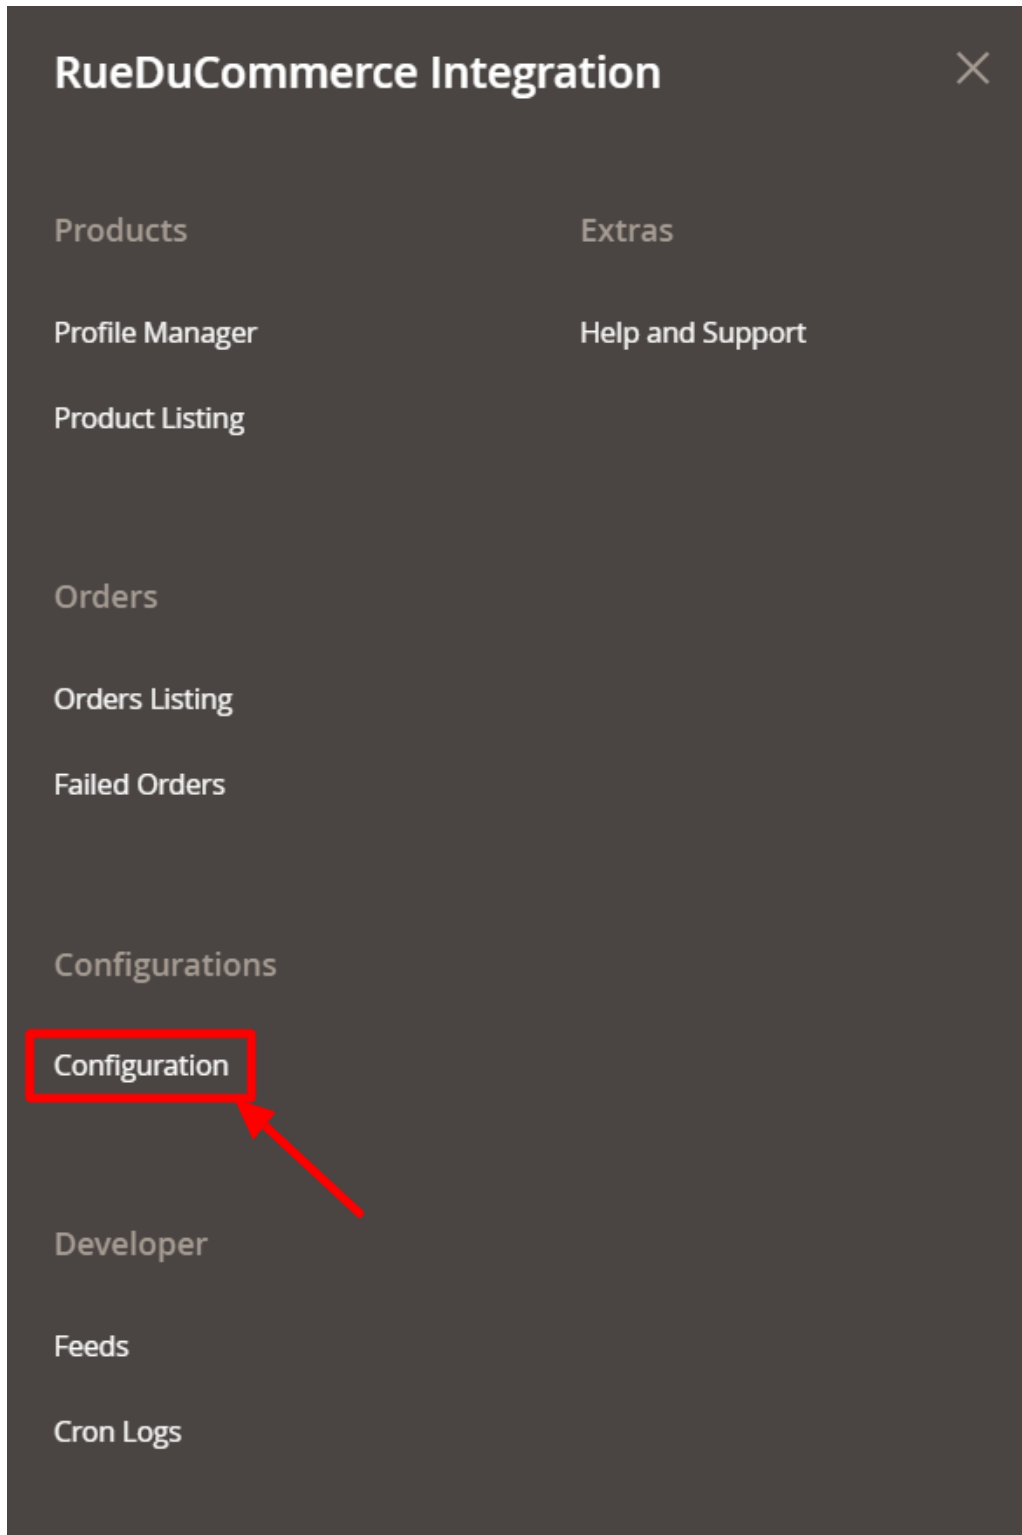 RueDuCommerce Integration
Products
Profile Manager
Product Listing
Extras
Help and Support
Orders
Orders Listing
Failed Orders
Configurations
Configuration
Developer
Feeds
Cron Logs